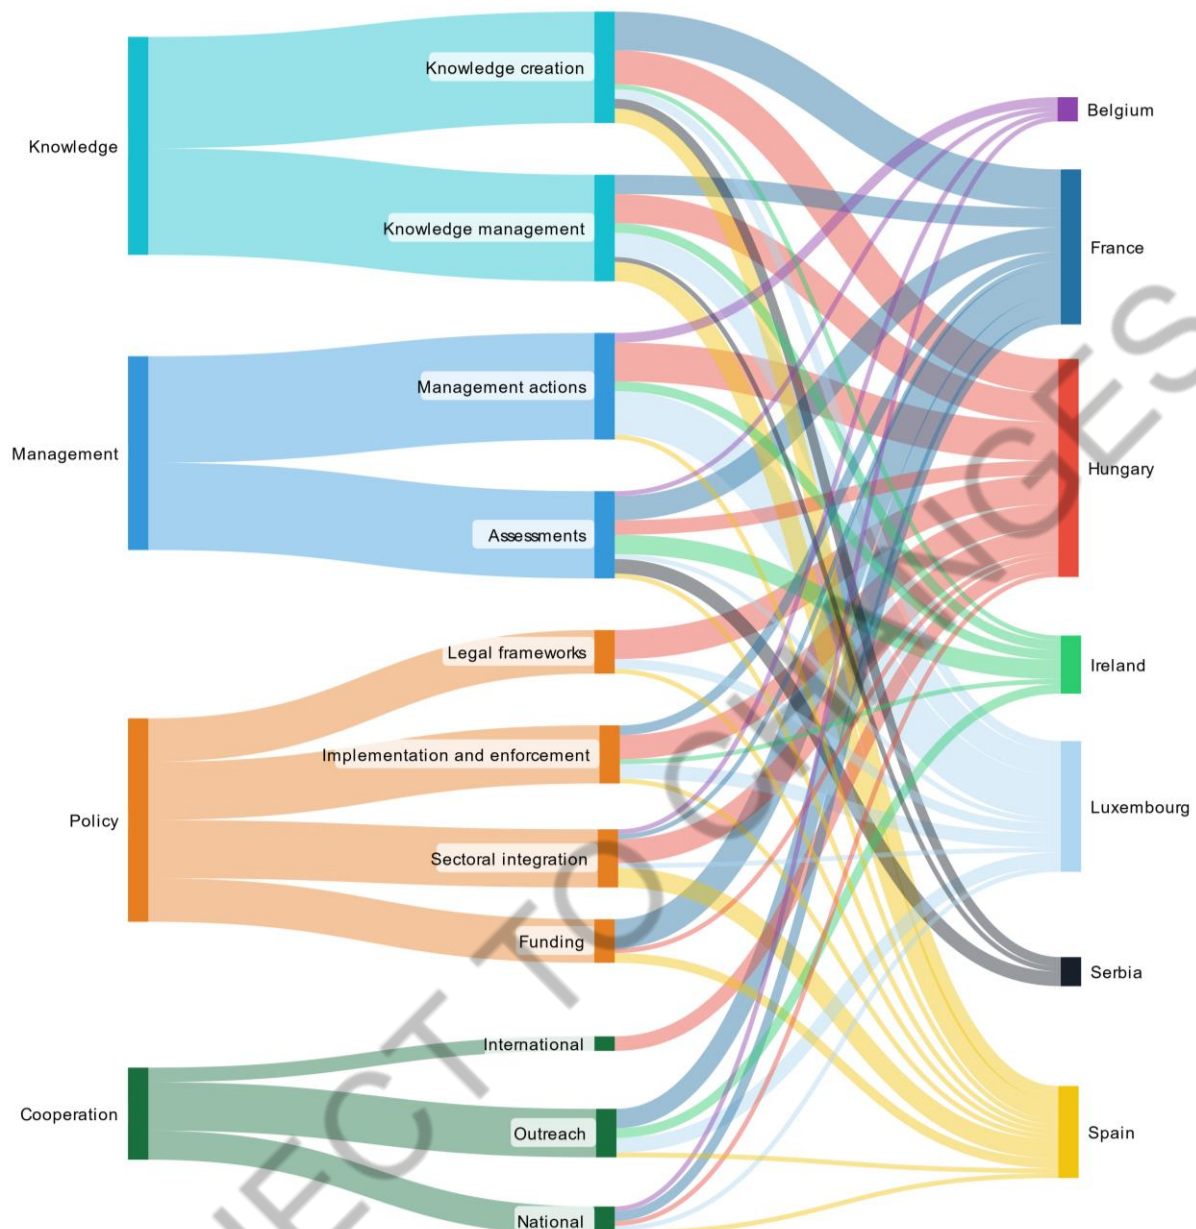 Knowledge
Management
Policy
Cooperation
Knowledge creation
Knowledge management
Management actions
Assessments
Legal frameworks
Implementation and enforcement
Sectoral integration
Funding
International
Outreach
National
Belgium
France
Hungary
Ireland
Luxembourg
Serbia
Spain
JECT TO CHANGES